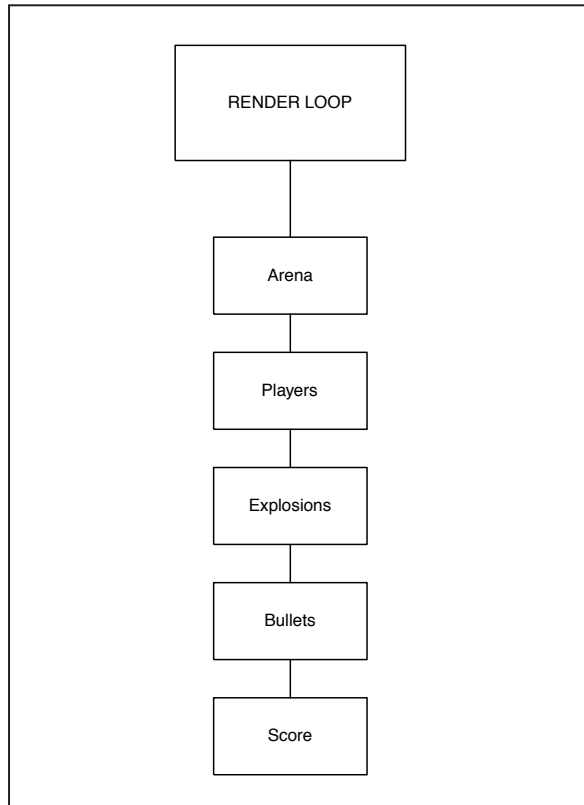 RENDER LOOP
Arena
Players
Explosions
Bullets
Score